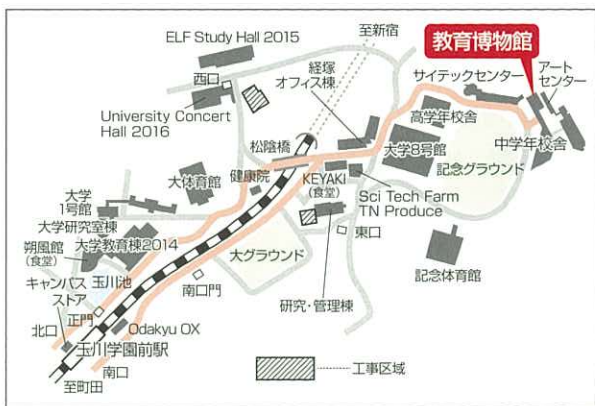 至新宿
ELF Study Hall 2015
教育博物館
西口
経塚
オフィス棟
サイテックセンター
アート
センター
University Concert
Hall 2016
高学年校舎
中学年校舎
松陰橋
大学8号館
記念グラウンド
大体育館
健康院
KEYAKI
(食堂)
Sci Tech Farm
TN Produce
大学
1号館
大学研究室棟
朔風館
(食堂)
大学教育棟2014
東口
大グラウンド
記念体育館
玉川池
キャンパス
ストア
南口門
研究・管理棟
正門
北口
Odakyu OX
玉川学園前駅
工事区域
至町田
南口